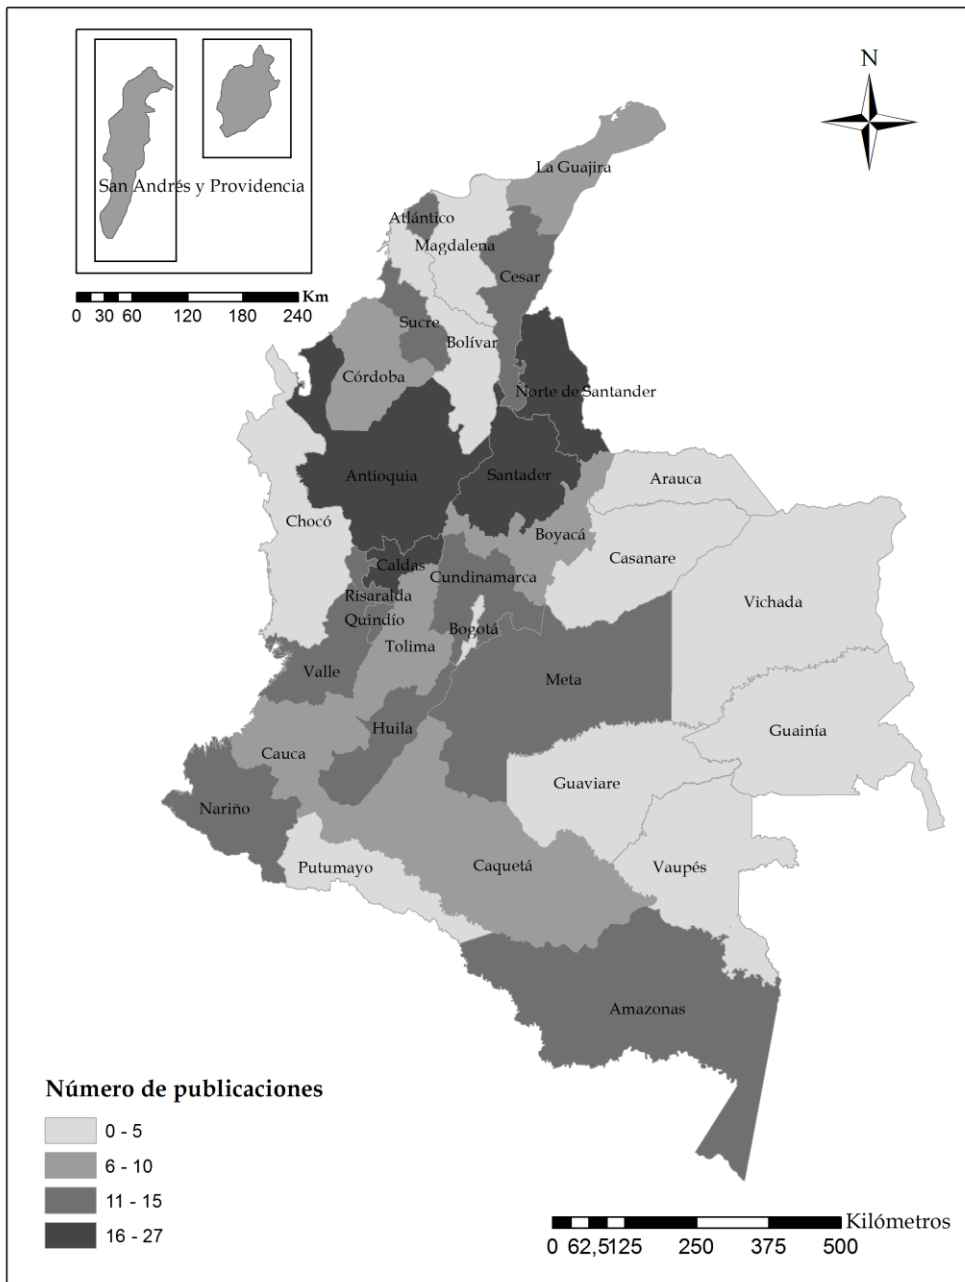 N
San Andrés y Providencia
Km
0 30 60 120 180 240
La Guajira
Atlántico
Magdalena
Cesar
Sucre
Bolívar
Córdoba
Norte de Santander
Antioquia
Santader
Arauca
Chocó
Boyacá
Casanare
Caldas
Cundinamarca
Risaralda
Vichada
Quindío
Bogotá
Tolima
Valle
Meta
Huila
Guainía
Cauca
Guaviare
Nariño
Putumayo
Caquetá
Vaupés
Amazonas
Número de publicaciones
0 - 5
6 - 10
11 - 15
16 - 27
Kilómetros
0 62,5125 250 375 500